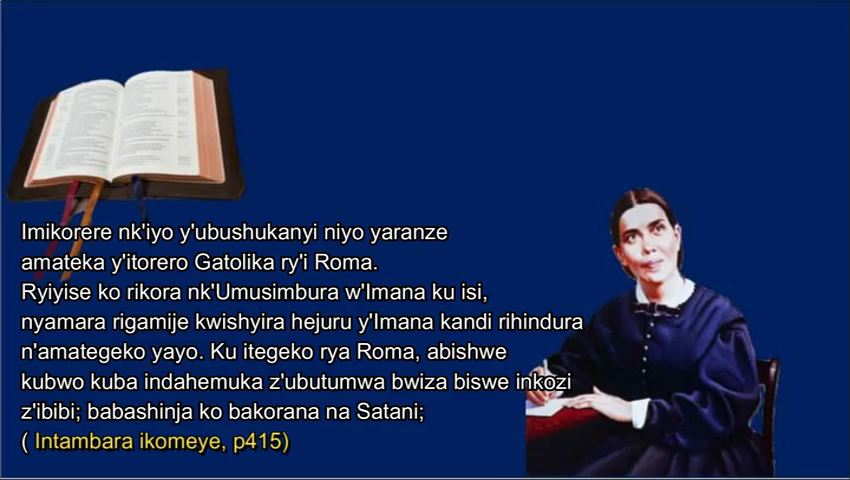 Imikorere nk'iyo y'ubushukanyi niyo yaranze
amateka y'itorero Gatolika ry'i Roma.
Ryiyise ko rikora nk'Umusimbura w'Imana ku isi,
nyamara rigamije kwishyira hejuru y'Imana kandi rihindura
n'amategeko yayo. Ku itegeko rya Roma, abishwe
kubwo kuba indahemuka z'ubutumwa bwiza biswe inkozi
z'ibibi; babashinja ko bakorana na Satani;
( Intambara ikomeye, p415)